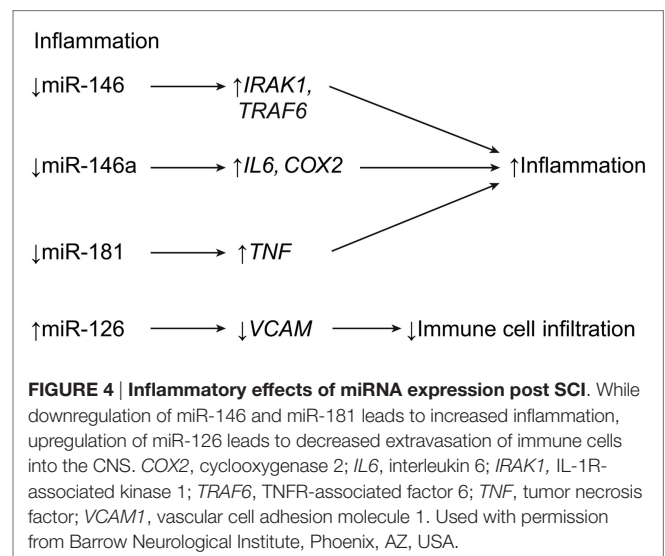 Inflammation
↓miR-146 → ↑IRAK1, TRAF6
↓miR-146a → ↑IL6, COX2 → ↑Inflammation
↓miR-181 → ↑TNF
↑miR-126 → ↓VCAM → ↓Immune cell infiltration
FIGURE 4 | Inflammatory effects of miRNA expression post SCI. While
downregulation of miR-146 and miR-181 leads to increased inflammation,
upregulation of miR-126 leads to decreased extravasation of immune cells
into the CNS. COX2, cyclooxygenase 2; IL6, interleukin 6; IRAK1, IL-1R-
associated kinase 1; TRAF6, TNFR-associated factor 6; TNF, tumor necrosis
factor; VCAM1, vascular cell adhesion molecule 1. Used with permission
from Barrow Neurological Institute, Phoenix, AZ, USA.